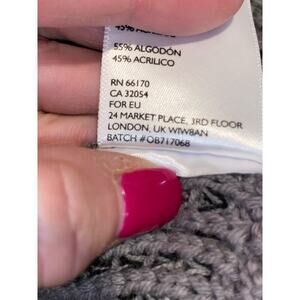 55% ALGODÓN
45% ACRILICO
RN 66170
CA 32054
FOR EU
24 MARKET PLACE, 3RD FLOOR
LONDON, UK W1W8AN
BATCH #OB717068